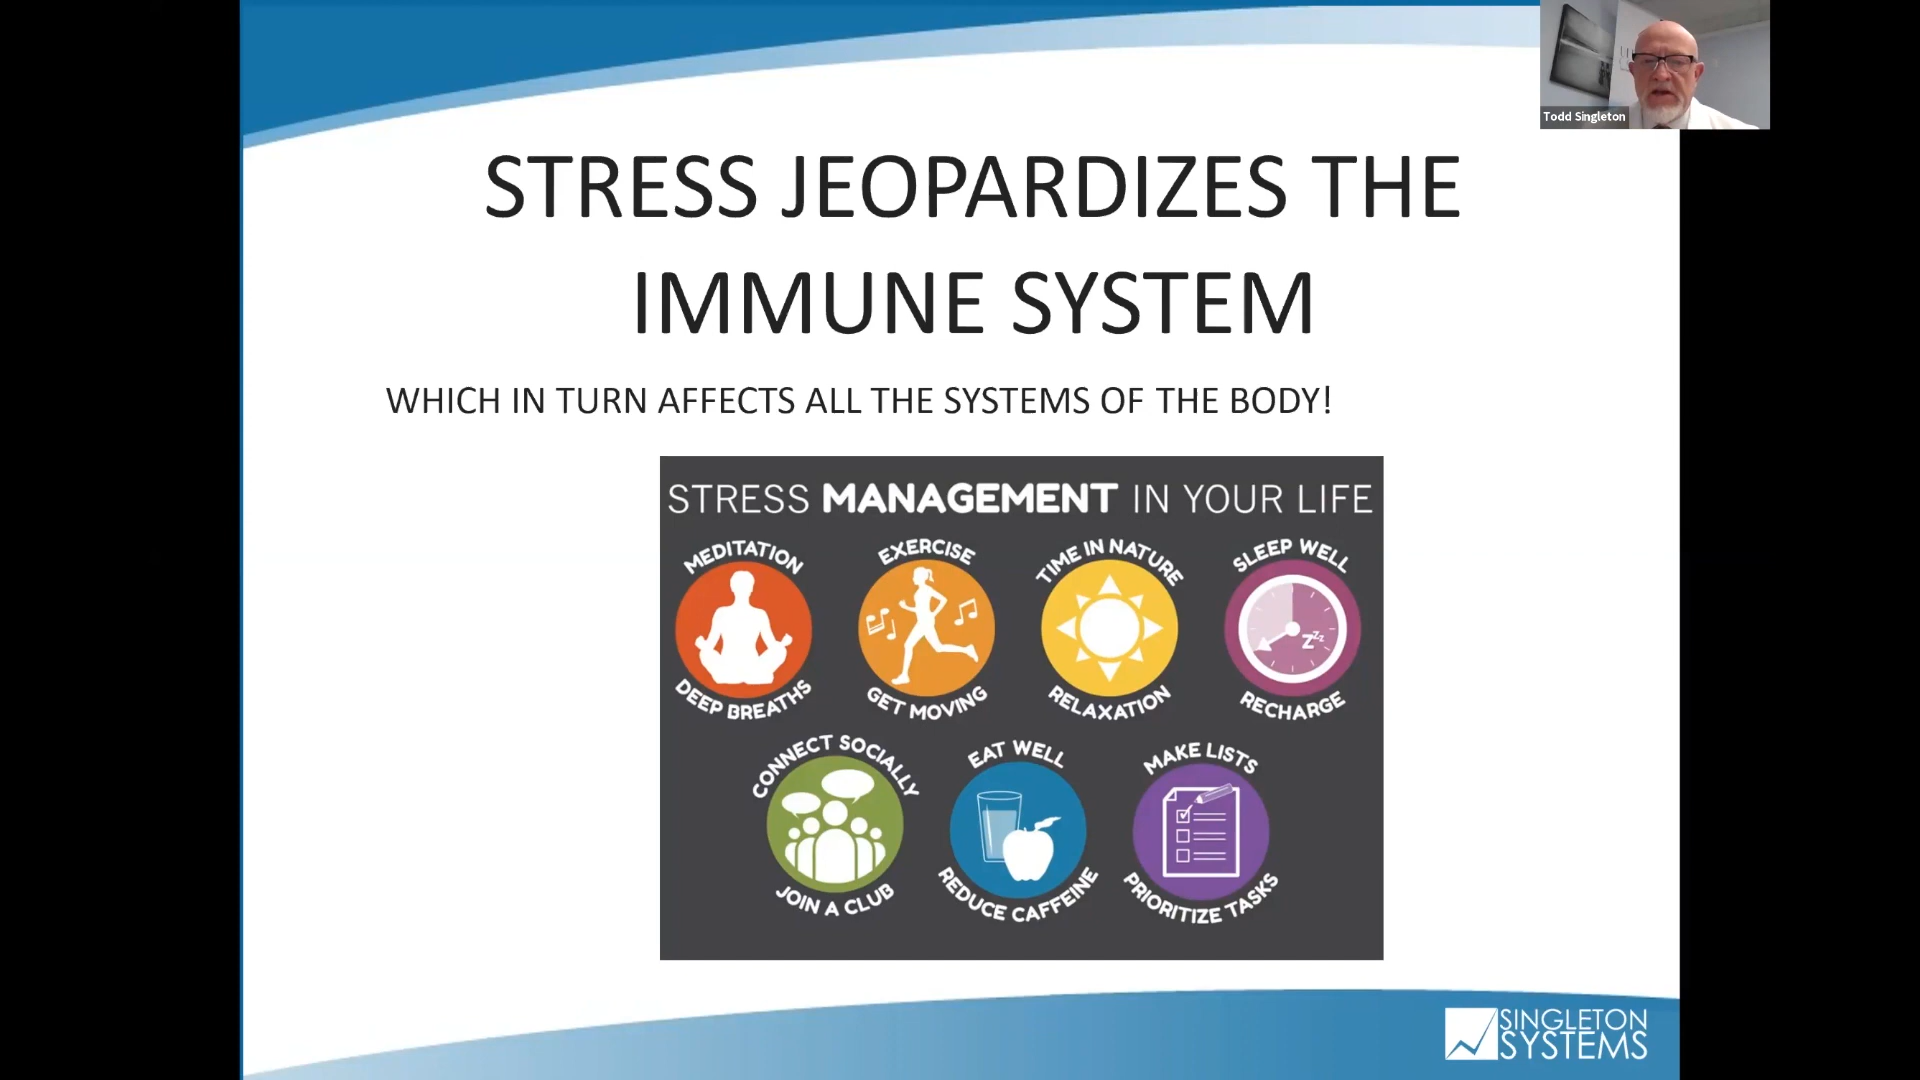 Todd Singleton
STRESS JEOPARDIZES THE
IMMUNE SYSTEM
WHICH IN TURN AFFECTS ALL THE SYSTEMS OF THE BODY!
STRESS MANAGEMENT IN YOUR LIFE
MEDITATION
DEEP BREATHS
EXERCISE
GET MOVING
TIME IN NATURE
RELAXATION
SLEEP WELL
ZZZ
RECHARGE
CONNECT SOCIALLY
JOIN A CLUB
EAT WELL
REDUCE CAFFEINE
MAKE LISTS
PRIORITIZE TASKS
SINGLETON
SYSTEMS